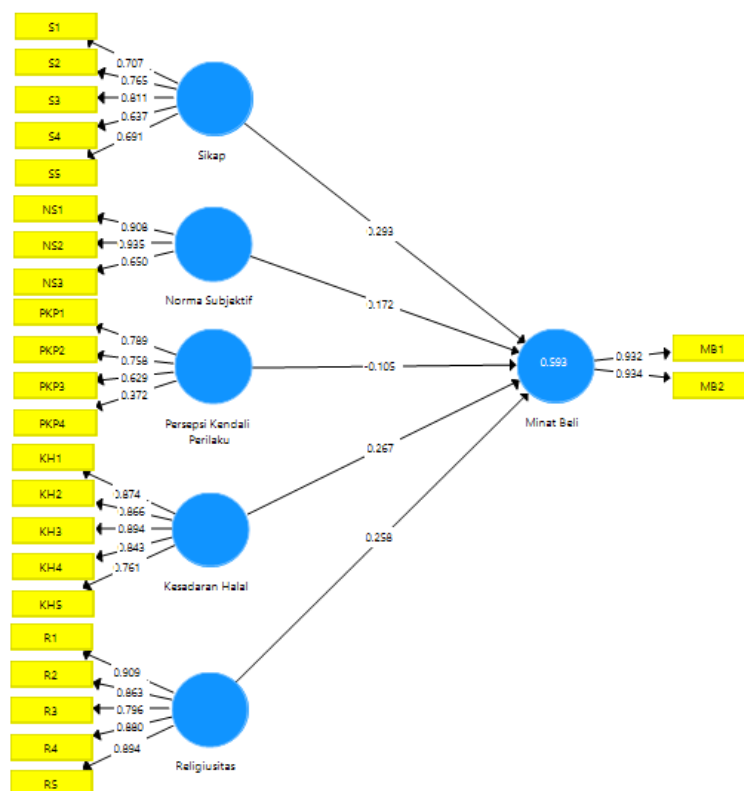 S1
S2
S3
S4
S5
0.707
0.765
0.811
0.637
0.691
Sikap
0.293
NS1
NS2
NS3
0.908
0.935
0.650
Norma Subjektif
0.172
PKP1
PKP2
PKP3
PKP4
0.789
0.758
0.629
0.372
Persepsi Kendali
Perilaku
-0.105
KH1
KH2
KH3
KH4
KH5
0.874
0.866
0.894
0.843
0.761
Kesadaran Halal
0.267
R1
R2
R3
R4
R5
0.909
0.863
0.796
0.880
0.894
Religiusitas
0.258
0.593
Minat Beli
0.932
0.934
MB1
MB2